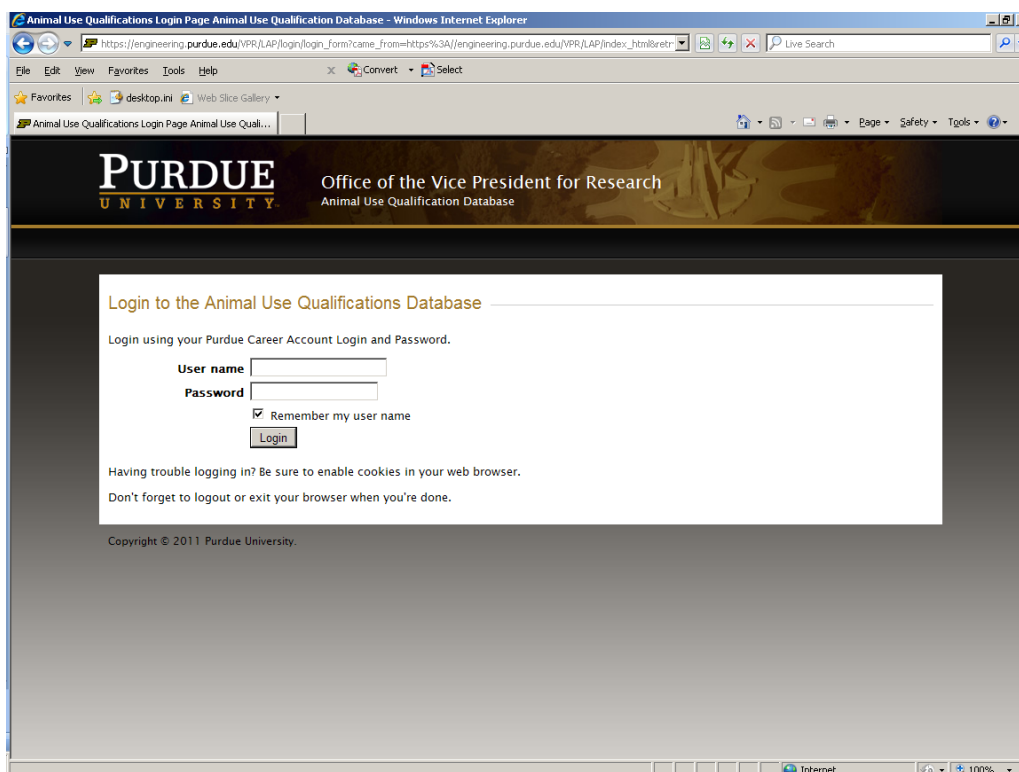 Animal Use Qualifications Login Page Animal Use Qualification Database - Windows Internet Explorer
https://engineering.purdue.edu/VPR/LAP/login/login_form?came_from=https%3A//engineering.purdue.edu/VPR/LAP/index_html&retr
Live Search
File Edit View Favorites Tools Help x Convert Select
Favorites desktop.ini Web Slice Gallery
Animal Use Qualifications Login Page Animal Use Quali...
Page Safety Tools
PURDUE
UNIVERSITY
Office of the Vice President for Research
Animal Use Qualification Database
Login to the Animal Use Qualifications Database
Login using your Purdue Career Account Login and Password.
User name
Password
Remember my user name
Login
Having trouble logging in? Be sure to enable cookies in your web browser.
Don't forget to logout or exit your browser when you're done.
Copyright © 2011 Purdue University.
Internet 100%